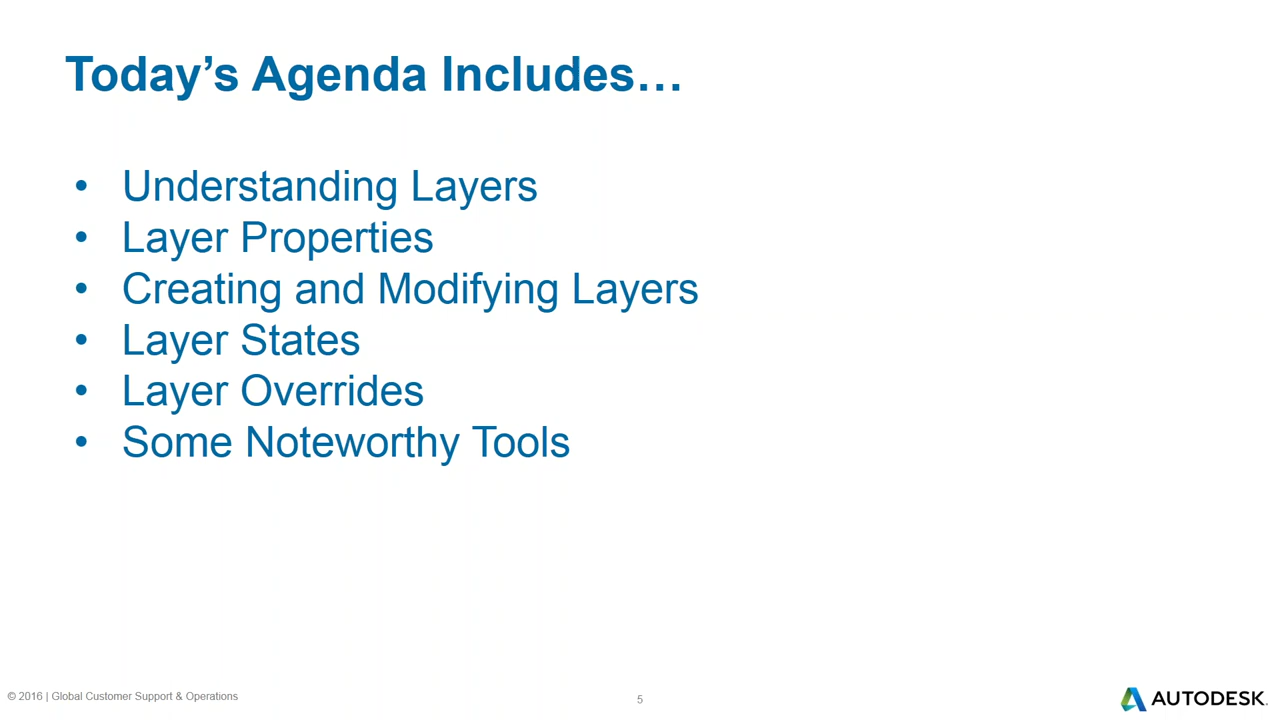 Today’s Agenda Includes…
• Understanding Layers
• Layer Properties
• Creating and Modifying Layers
• Layer States
• Layer Overrides
• Some Noteworthy Tools
© 2016 | Global Customer Support & Operations
5
AUTODESK.